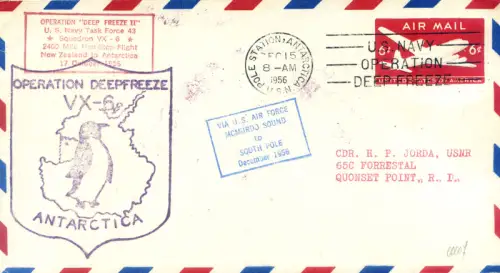 OPERATION "DEEP FREEZE II"
U. S. Navy Task Force 43
★ Squadron VX - 6 ★
2400 Mile Flight
New Zealand to Antarctica
17 1956
OPERATION DEEPFREEZE
VX-6
ANTARCTICA
POLE STATION-ANTARCTICA
DEC 15
8 - AM
1956
U.S. NAVY
OPERATION
DEEP FREEZE
AIR MAIL
6¢ 6¢
VIA U.S. AIR FORCE
MCMURDO SOUND
to
SOUTH POLE
December 1956
CDR. H. P. JORDA, USNR
65C FORRESTAL
QUONSET POINT, R. I.